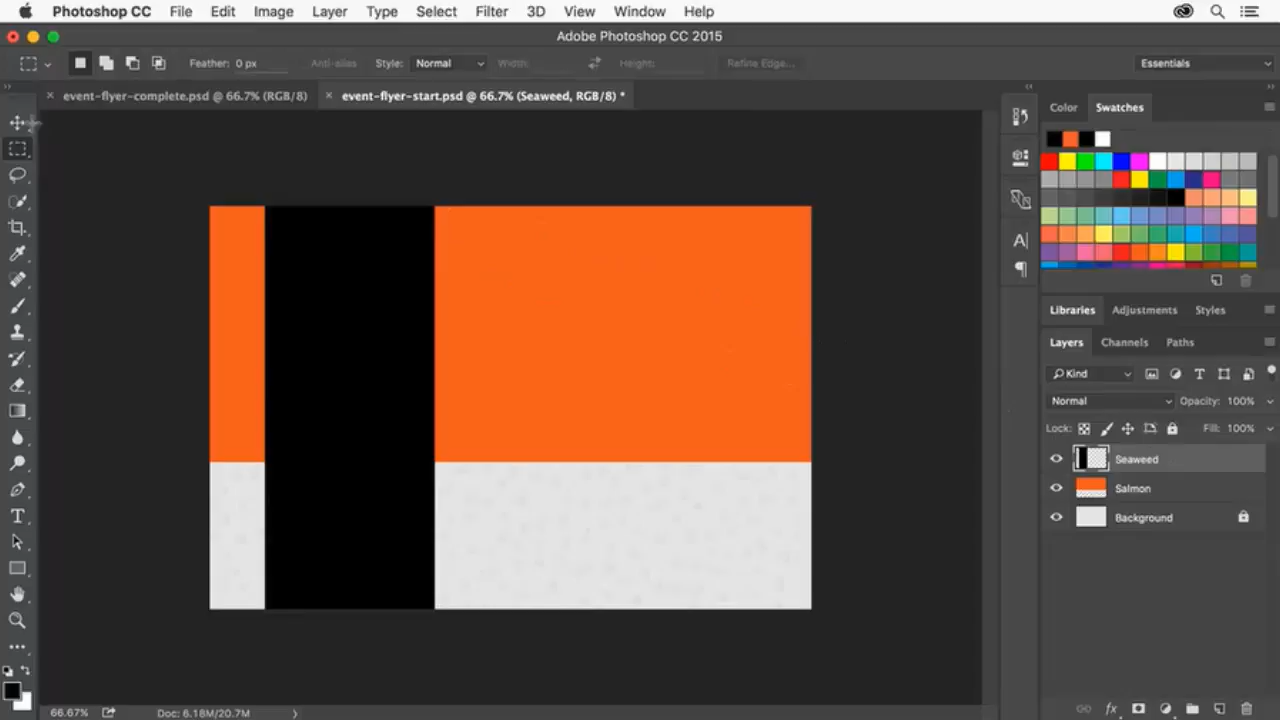 Photoshop CC File Edit Image Layer Type Select Filter 3D View Window Help
Adobe Photoshop CC 2015
Feather: 0 px Anti-alias Style: Normal Width: Height: Refine Edge... Essentials
event-flyer-complete.psd @ 66.7% (RGB/8) event-flyer-start.psd @ 66.7% (Seaweed, RGB/8) *
Color Swatches
Libraries Adjustments Styles
Layers Channels Paths
Kind
Normal Opacity: 100%
Lock: Fill: 100%
Seaweed
Salmon
Background
66.67% Doc: 6.18M/20.7M